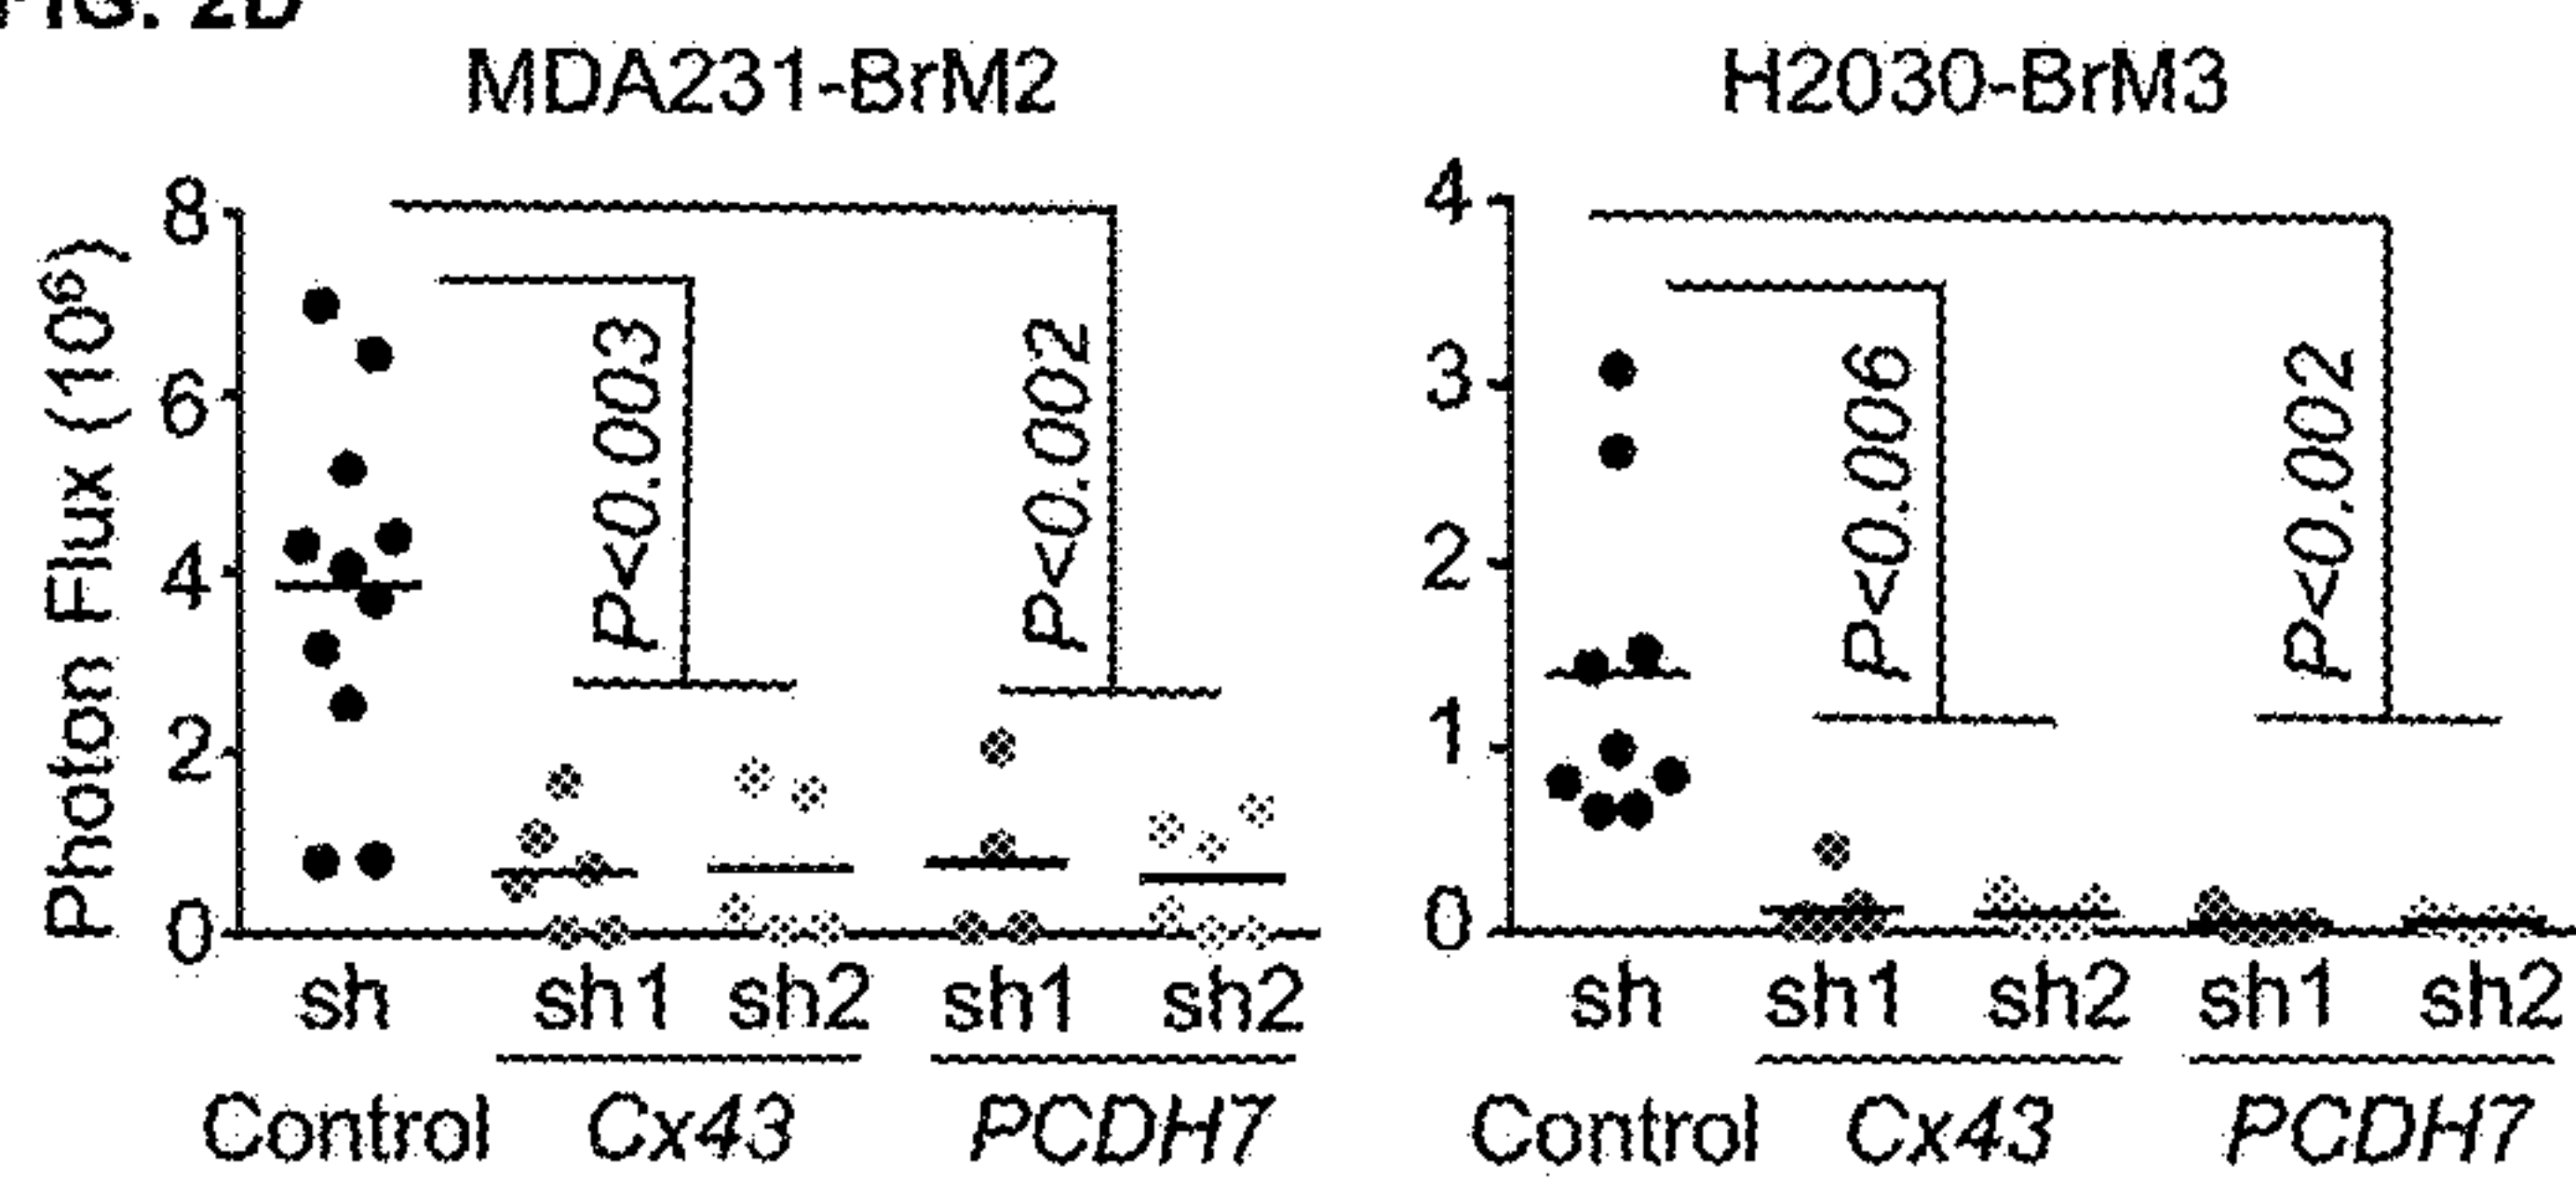 FIG. 2D
MDA231-BrM2
H2030-BrM3
Photon Flux (10⁶)
8
6
4
2
0
P<0.003
P<0.002
sh
sh1
sh2
sh1
sh2
Control
Cx43
PCDH7
4
3
2
1
0
P<0.006
P<0.002
sh
sh1
sh2
sh1
sh2
Control
Cx43
PCDH7